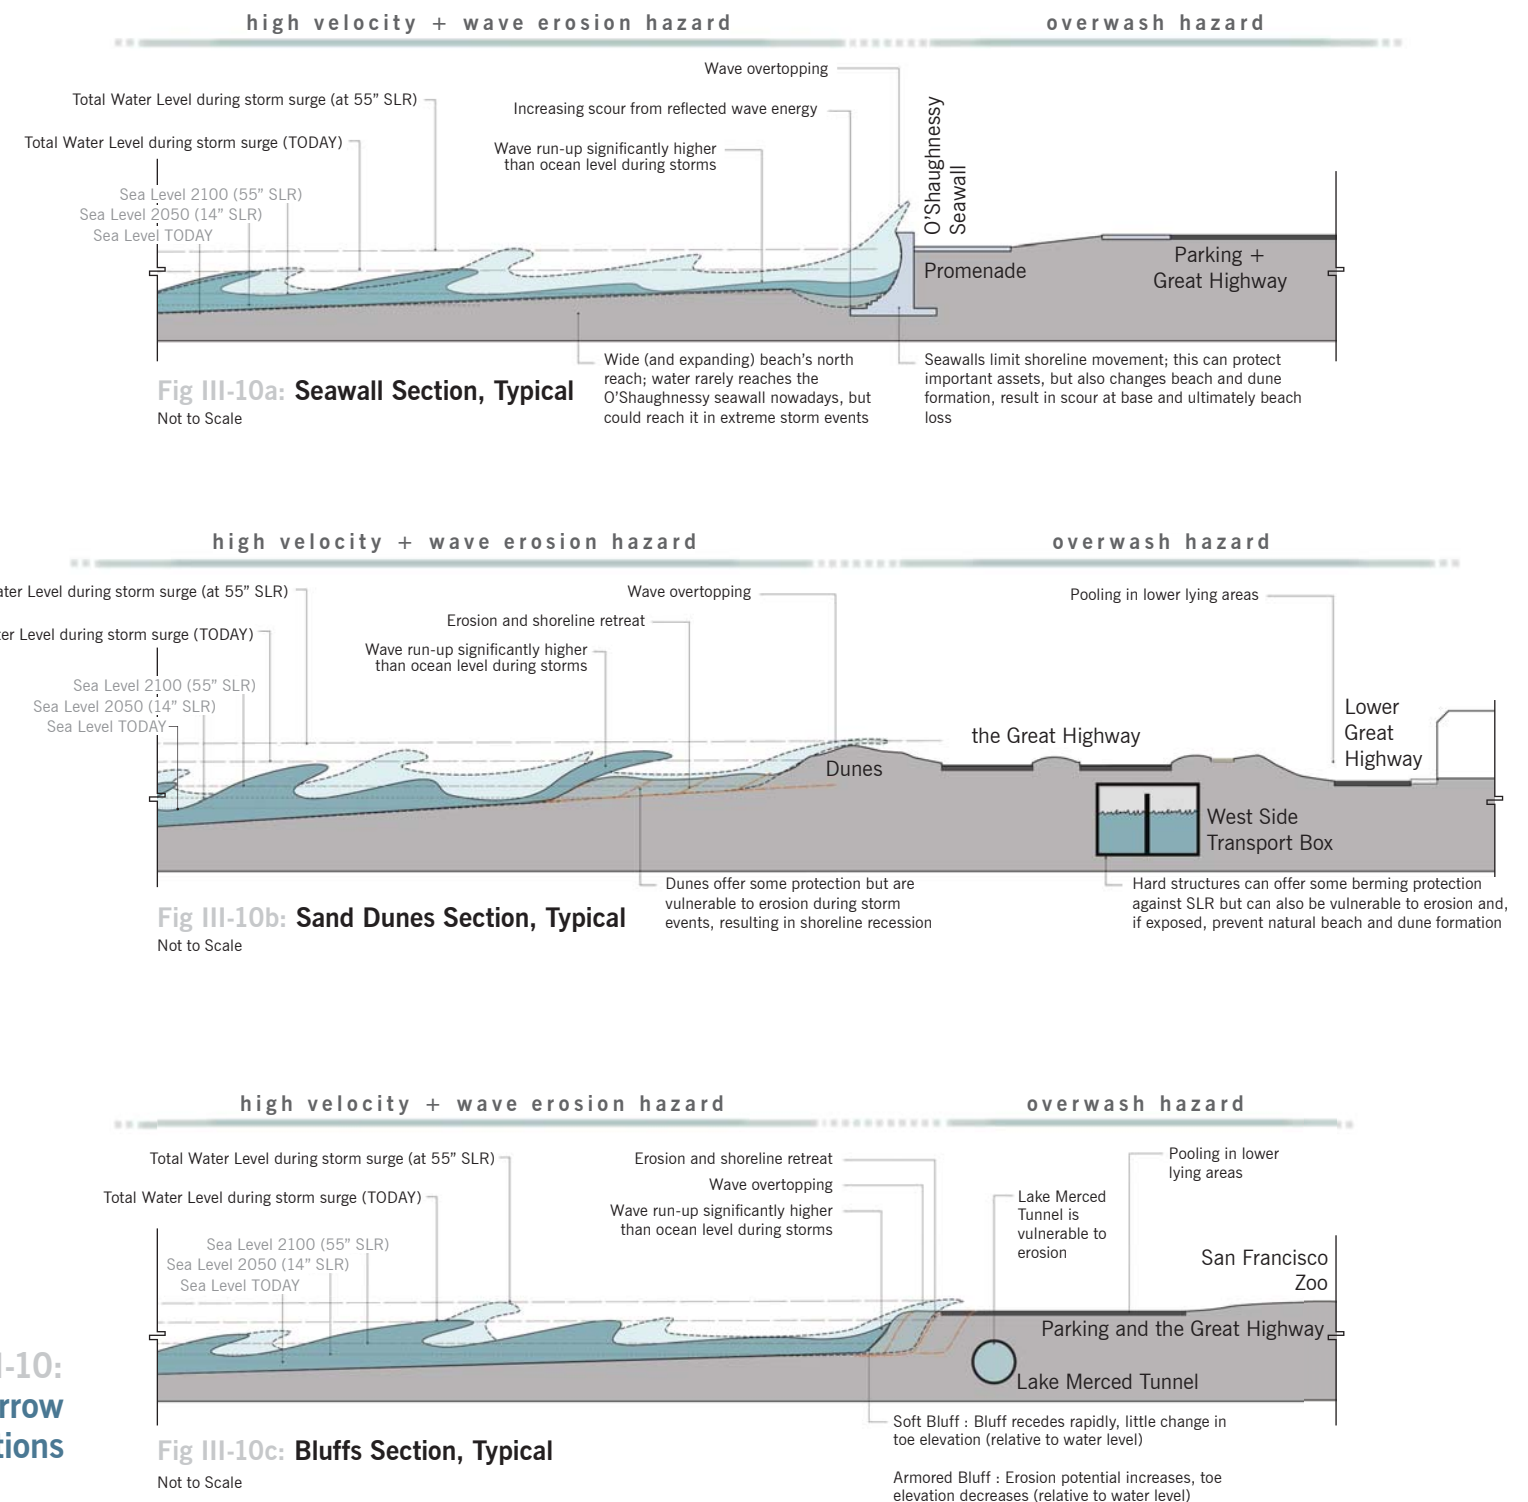 high velocity + wave erosion hazard
overwash hazard
Wave overtopping
Total Water Level during storm surge (at 55” SLR)
Increasing scour from reflected wave energy
Total Water Level during storm surge (TODAY)
Wave run-up significantly higher
than ocean level during storms
O'Shaughnessy
Seawall
Sea Level 2100 (55” SLR)
Sea Level 2050 (14” SLR)
Sea Level TODAY
Promenade
Parking +
Great Highway
Fig III-10a: Seawall Section, Typical
Not to Scale
Wide (and expanding) beach's north
reach; water rarely reaches the
O'Shaughnessy seawall nowadays, but
could reach it in extreme storm events
Seawalls limit shoreline movement; this can protect
important assets, but also changes beach and dune
formation, result in scour at base and ultimately beach
loss
high velocity + wave erosion hazard
overwash hazard
ater Level during storm surge (at 55” SLR)
Wave overtopping
Pooling in lower lying areas
Erosion and shoreline retreat
ter Level during storm surge (TODAY)
Wave run-up significantly higher
than ocean level during storms
Sea Level 2100 (55” SLR)
Sea Level 2050 (14” SLR)
Sea Level TODAY
Lower
Great
Highway
the Great Highway
Dunes
West Side
Transport Box
Fig III-10b: Sand Dunes Section, Typical
Not to Scale
Dunes offer some protection but are
vulnerable to erosion during storm
events, resulting in shoreline recession
Hard structures can offer some berming protection
against SLR but can also be vulnerable to erosion and,
if exposed, prevent natural beach and dune formation
high velocity + wave erosion hazard
overwash hazard
Total Water Level during storm surge (at 55” SLR)
Erosion and shoreline retreat
Pooling in lower
lying areas
Total Water Level during storm surge (TODAY)
Wave overtopping
Wave run-up significantly higher
than ocean level during storms
Lake Merced
Tunnel is
vulnerable to
erosion
Sea Level 2100 (55” SLR)
Sea Level 2050 (14” SLR)
Sea Level TODAY
San Francisco
Zoo
Parking and the Great Highway
Lake Merced Tunnel
I-10:
rrow
tions
Fig III-10c: Bluffs Section, Typical
Not to Scale
Soft Bluff : Bluff recedes rapidly, little change in
toe elevation (relative to water level)
Armored Bluff : Erosion potential increases, toe
elevation decreases (relative to water level)